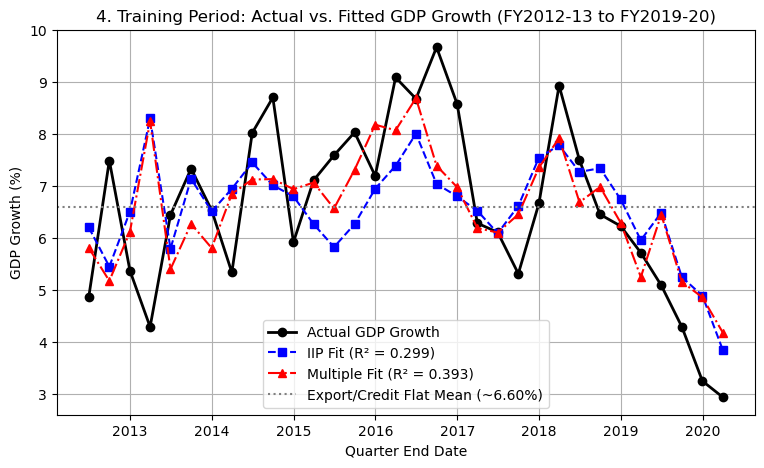 4. Training Period: Actual vs. Fitted GDP Growth (FY2012-13 to FY2019-20)
GDP Growth (%)
10
9
8
7
6
5
4
3
Actual GDP Growth
IIP Fit (R² = 0.299)
Multiple Fit (R² = 0.393)
Export/Credit Flat Mean (~6.60%)
2013 2014 2015 2016 2017 2018 2019 2020
Quarter End Date